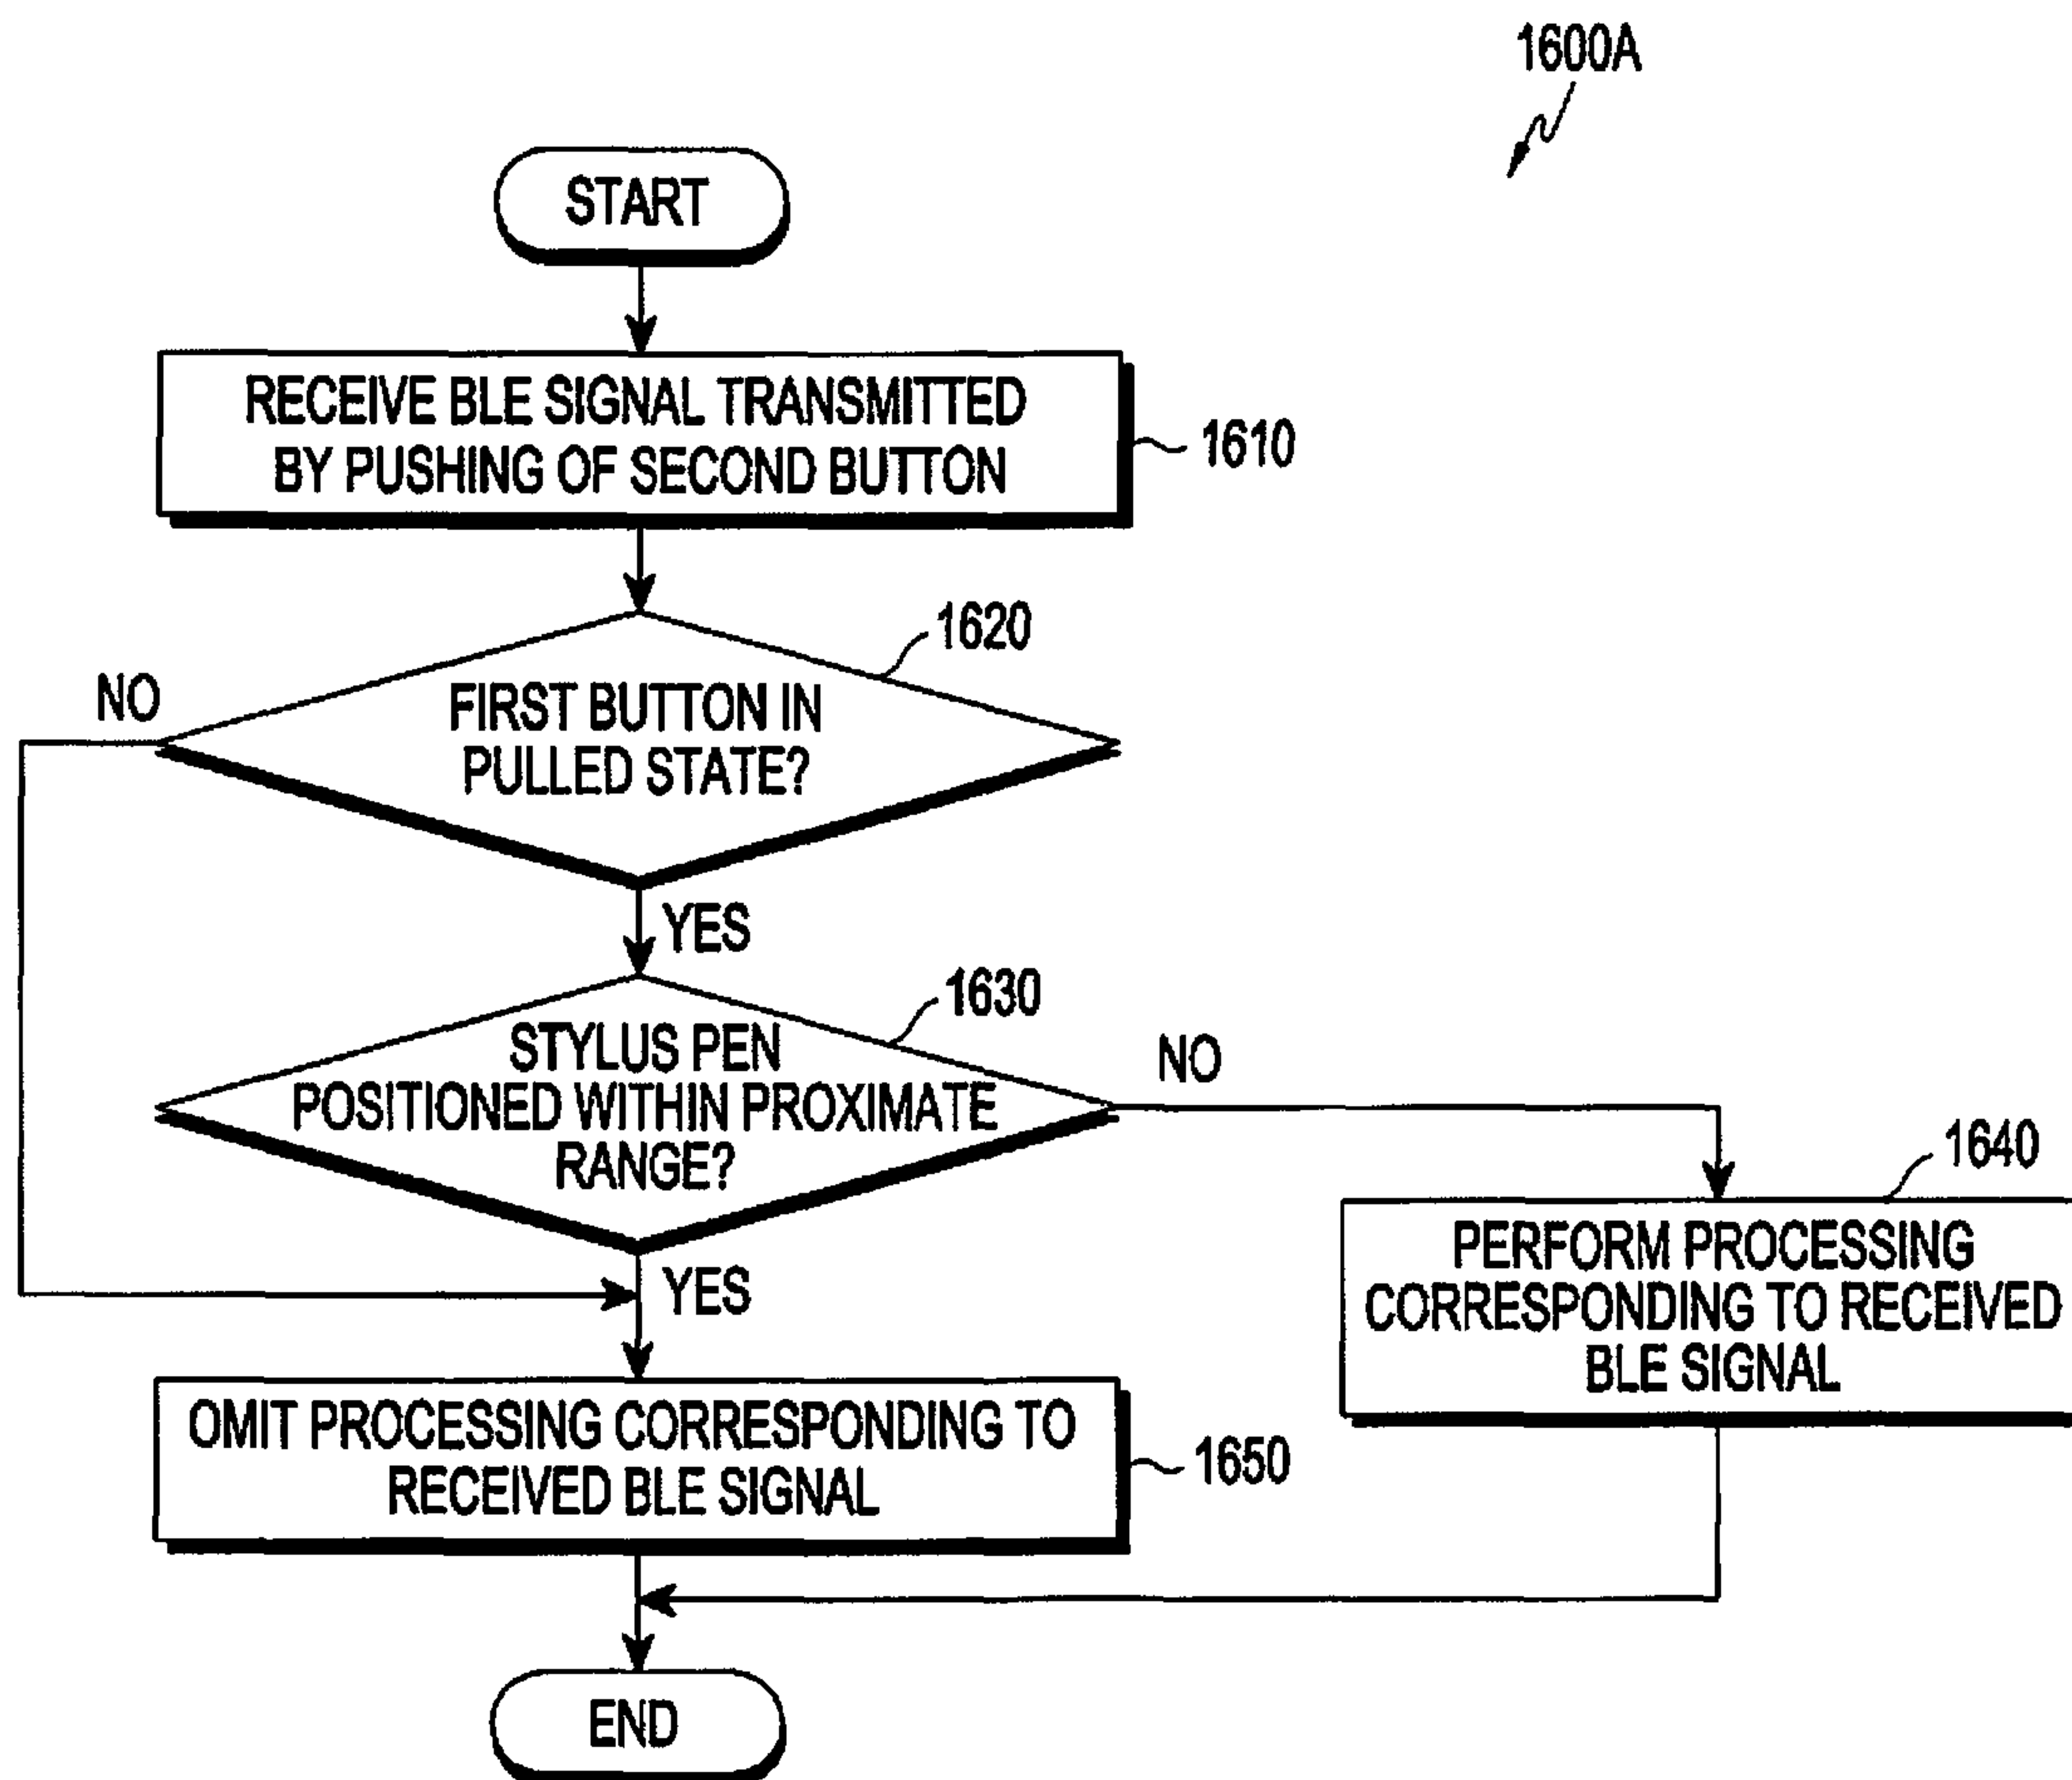 1600A
START
RECEIVE BLE SIGNAL TRANSMITTED
BY PUSHING OF SECOND BUTTON
1610
1620
NO
FIRST BUTTON IN
PULLED STATE?
YES
1630
STYLUS PEN
POSITIONED WITHIN PROXIMATE
RANGE?
NO
1640
PERFORM PROCESSING
CORRESPONDING TO RECEIVED
BLE SIGNAL
YES
OMIT PROCESSING CORRESPONDING TO
RECEIVED BLE SIGNAL
1650
END